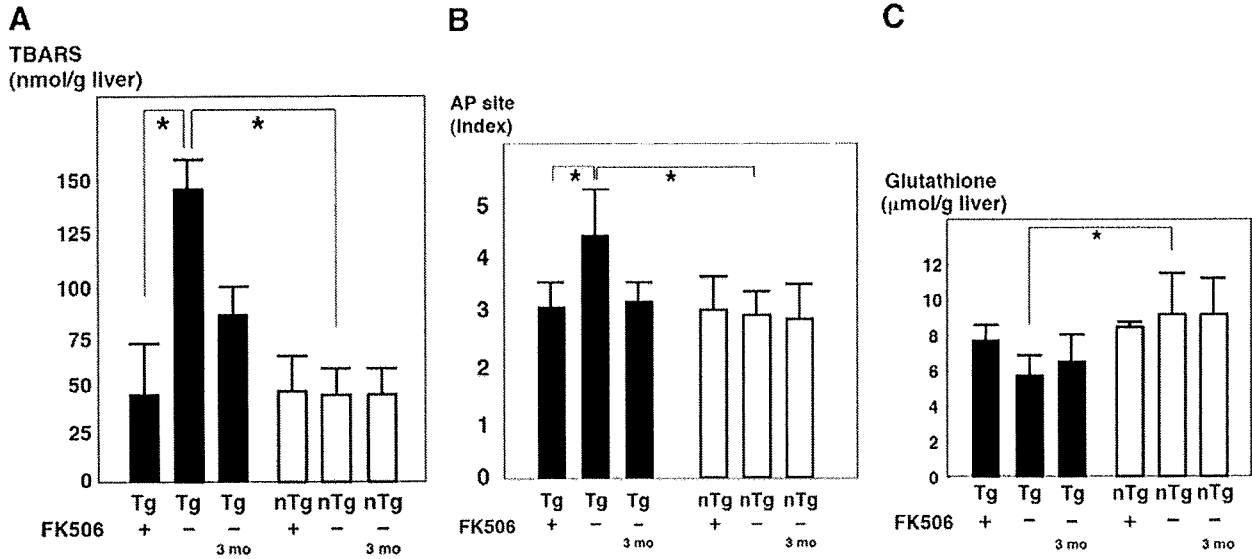 A
TBARS
(nmol/g liver)
*
*
150
125
100
75
50
25
0
Tg Tg Tg nTg nTg nTg
FK506 + − − + − −
3 mo 3 mo
B
AP site
(Index)
*
*
5
4
3
2
1
0
Tg Tg Tg nTg nTg nTg
FK506 + − − + − −
3 mo 3 mo
C
Glutathione
(μmol/g liver)
*
12
10
8
6
4
2
0
Tg Tg Tg nTg nTg nTg
FK506 + − − + − −
3 mo 3 mo